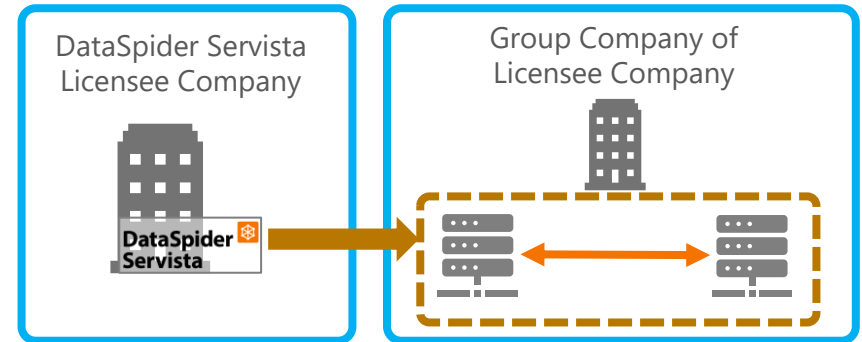 DataSpider Servista
Licensee Company
DataSpider
Servista
Group Company of
Licensee Company